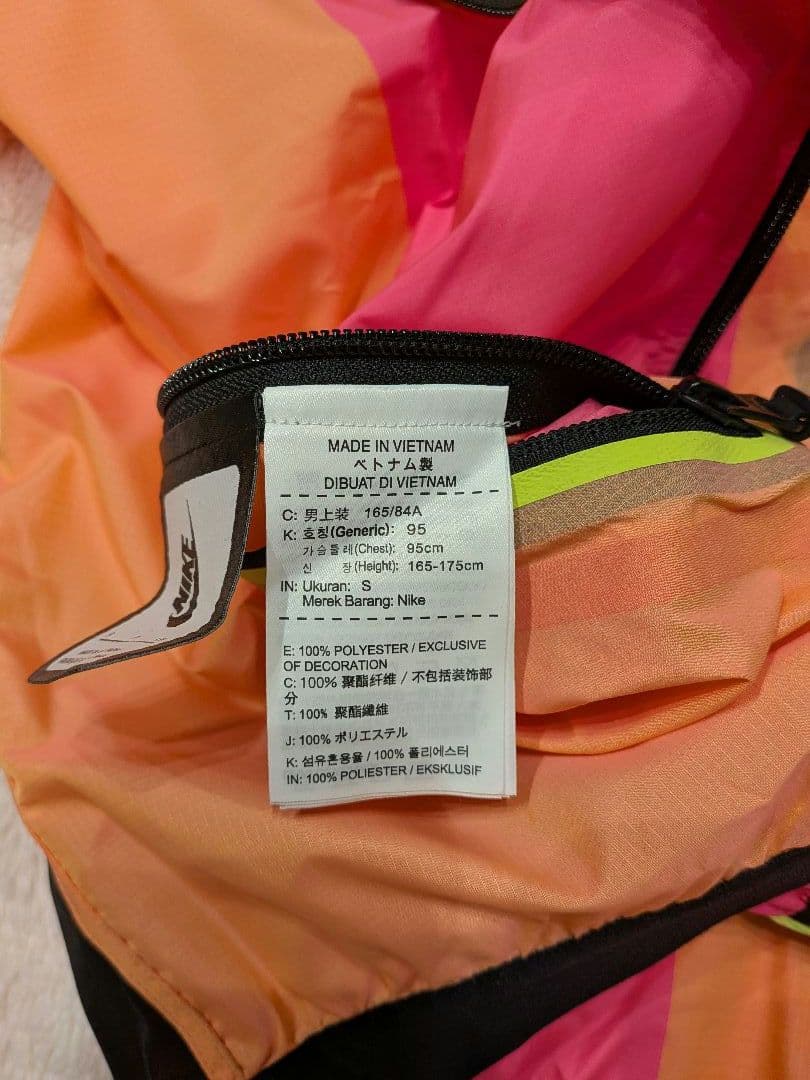 MADE IN VIETNAM
ベトナム製
DIBUAT DI VIETNAM
C: 男上装 165/84A
K: 호칭(Generic): 95
가슴둘레(Chest): 95cm
신 장(Height): 165-175cm
IN: Ukuran: S
Merek Barang: Nike
E: 100% POLYESTER / EXCLUSIVE
OF DECORATION
C: 100% 聚酯纤维 / 不包括装饰部
分
T: 100% 聚酯纖維
J: 100% ポリエステル
K: 섬유혼용율 / 100% 폴리에스터
IN: 100% POLIESTER / EKSKLUSIF
NIKE